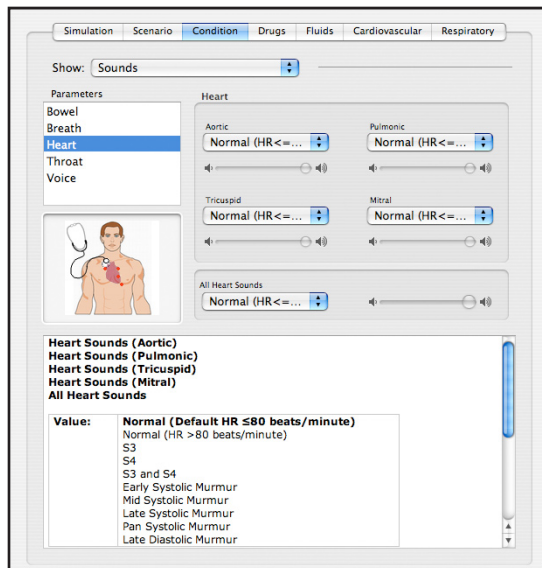 Simulation Scenario Condition Drugs Fluids Cardiovascular Respiratory
Show: Sounds
Parameters
Bowel
Breath
Heart
Throat
Voice
Heart
Aortic Pulmonic
Normal (HR<=... Normal (HR<=...
Tricuspid Mitral
Normal (HR<=... Normal (HR<=...
All Heart Sounds
Normal (HR<=...
Heart Sounds (Aortic)
Heart Sounds (Pulmonic)
Heart Sounds (Tricuspid)
Heart Sounds (Mitral)
All Heart Sounds
Value: Normal (Default HR ≤80 beats/minute)
Normal (HR >80 beats/minute)
S3
S4
S3 and S4
Early Systolic Murmur
Mid Systolic Murmur
Late Systolic Murmur
Pan Systolic Murmur
Late Diastolic Murmur